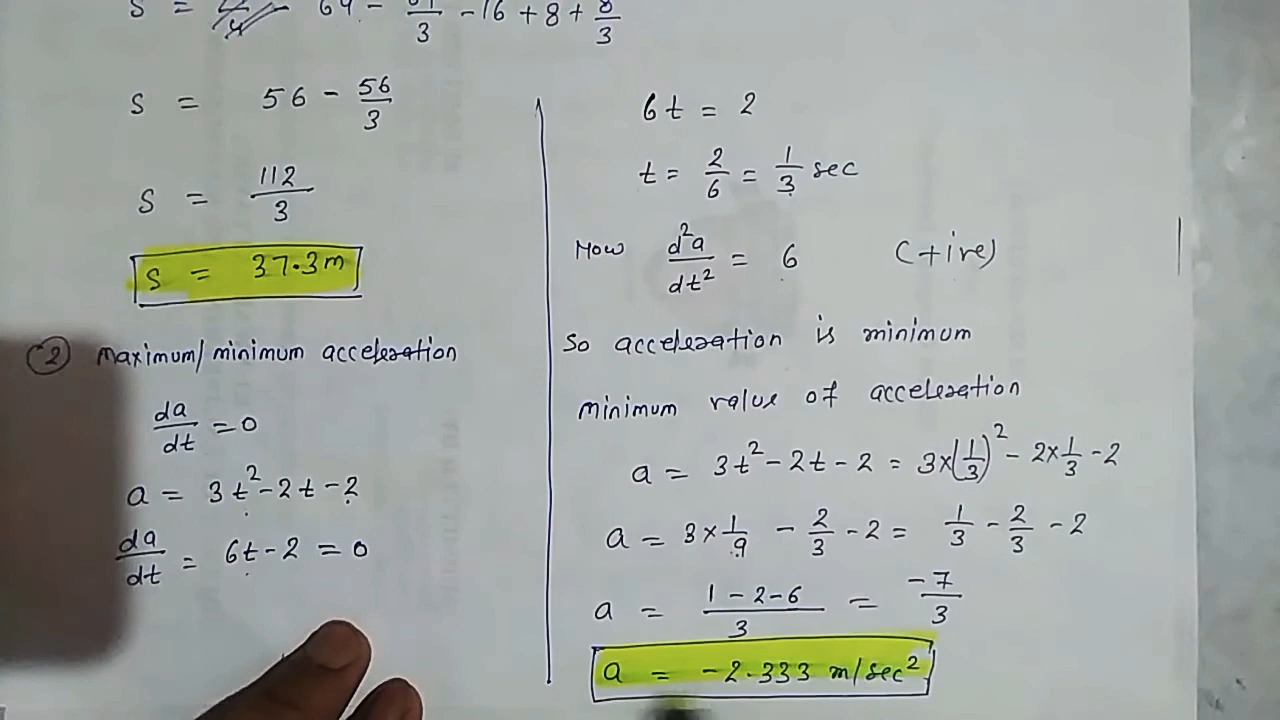 S = 64 - 64/3 - 16 + 8 + 8/3
S = 56 - 56/3
S = 112/3
S = 37.3m
(2) maximum/minimum acceleration
da/dt = 0
a = 3t² - 2t - 2
da/dt = 6t - 2 = 0
6t = 2
t = 2/6 = 1/3 sec
Now d²a/dt² = 6 (+ive)
So acceleration is minimum
minimum value of acceleration
a = 3t² - 2t - 2 = 3×(1/3)² - 2×1/3 - 2
a = 3×1/9 - 2/3 - 2 = 1/3 - 2/3 - 2
a = 1-2-6/3 = -7/3
a = -2.333 m/sec²